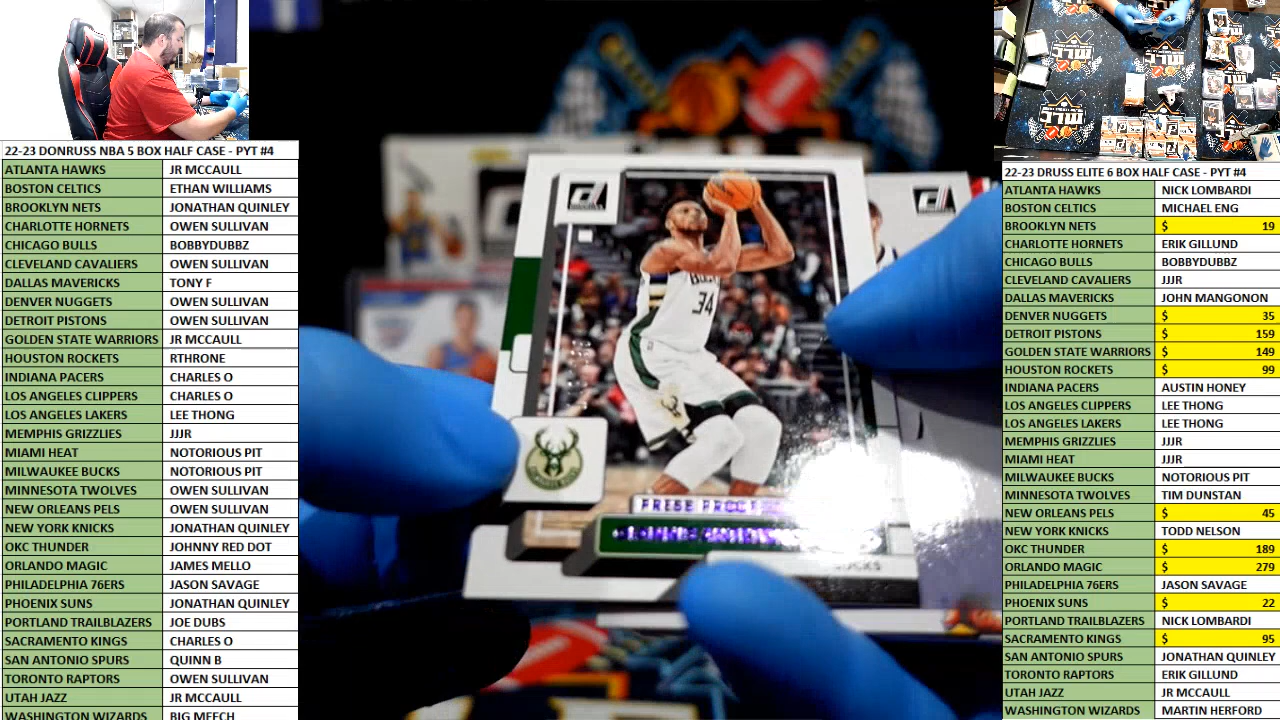 22-23 DONRUSS NBA 5 BOX HALF CASE - PYT #4
ATLANTA HAWKS JR MCCAULL
BOSTON CELTICS ETHAN WILLIAMS
BROOKLYN NETS JONATHAN QUINLEY
CHARLOTTE HORNETS OWEN SULLIVAN
CHICAGO BULLS BOBBYDUBBZ
CLEVELAND CAVALIERS OWEN SULLIVAN
DALLAS MAVERICKS TONY F
DENVER NUGGETS OWEN SULLIVAN
DETROIT PISTONS OWEN SULLIVAN
GOLDEN STATE WARRIORS JR MCCAULL
HOUSTON ROCKETS RTHRONE
INDIANA PACERS CHARLES O
LOS ANGELES CLIPPERS CHARLES O
LOS ANGELES LAKERS LEE THONG
MEMPHIS GRIZZLIES JJJR
MIAMI HEAT NOTORIOUS PIT
MILWAUKEE BUCKS NOTORIOUS PIT
MINNESOTA TWOLVES OWEN SULLIVAN
NEW ORLEANS PELS OWEN SULLIVAN
NEW YORK KNICKS JONATHAN QUINLEY
OKC THUNDER JOHNNY RED DOT
ORLANDO MAGIC JAMES MELLO
PHILADELPHIA 76ERS JASON SAVAGE
PHOENIX SUNS JONATHAN QUINLEY
PORTLAND TRAILBLAZERS JOE DUBS
SACRAMENTO KINGS CHARLES O
SAN ANTONIO SPURS QUINN B
TORONTO RAPTORS OWEN SULLIVAN
UTAH JAZZ JR MCCAULL
WASHINGTON WIZARDS BIG MEECH
34
BUCKS
22-23 DRUSS ELITE 6 BOX HALF CASE - PYT #4
ATLANTA HAWKS NICK LOMBARDI
BOSTON CELTICS MICHAEL ENG
BROOKLYN NETS $ 19
CHARLOTTE HORNETS ERIK GILLUND
CHICAGO BULLS BOBBYDUBBZ
CLEVELAND CAVALIERS JJJR
DALLAS MAVERICKS JOHN MANGONON
DENVER NUGGETS $ 35
DETROIT PISTONS $ 159
GOLDEN STATE WARRIORS $ 149
HOUSTON ROCKETS $ 99
INDIANA PACERS AUSTIN HONEY
LOS ANGELES CLIPPERS LEE THONG
LOS ANGELES LAKERS LEE THONG
MEMPHIS GRIZZLIES JJJR
MIAMI HEAT JJJR
MILWAUKEE BUCKS NOTORIOUS PIT
MINNESOTA TWOLVES TIM DUNSTAN
NEW ORLEANS PELS $ 45
NEW YORK KNICKS TODD NELSON
OKC THUNDER $ 189
ORLANDO MAGIC $ 279
PHILADELPHIA 76ERS JASON SAVAGE
PHOENIX SUNS $ 22
PORTLAND TRAILBLAZERS NICK LOMBARDI
SACRAMENTO KINGS $ 95
SAN ANTONIO SPURS JONATHAN QUINLEY
TORONTO RAPTORS ERIK GILLUND
UTAH JAZZ JR MCCAULL
WASHINGTON WIZARDS MARTIN HERFORD